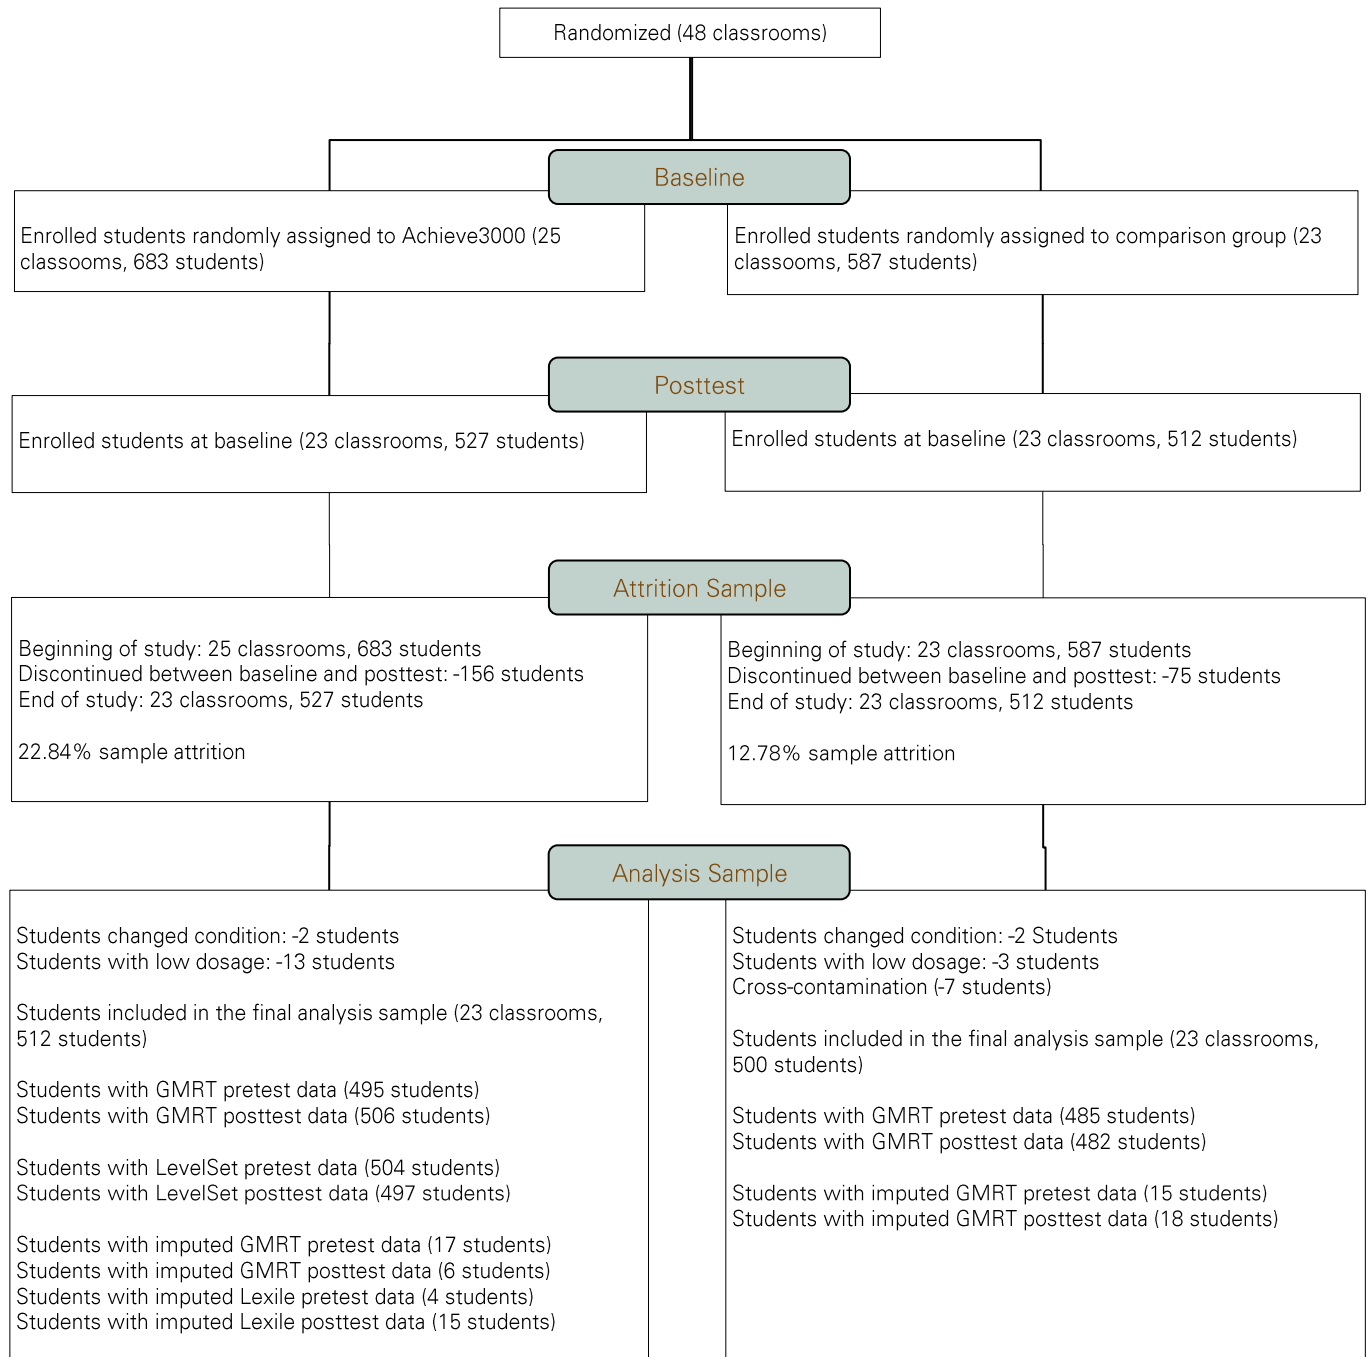 Randomized (48 classrooms)
Baseline
Enrolled students randomly assigned to Achieve3000 (25
classooms, 683 students)
Enrolled students randomly assigned to comparison group (23
classooms, 587 students)
Posttest
Enrolled students at baseline (23 classrooms, 527 students)
Enrolled students at baseline (23 classrooms, 512 students)
Attrition Sample
Beginning of study: 25 classrooms, 683 students
Discontinued between baseline and posttest: -156 students
End of study: 23 classrooms, 527 students
22.84% sample attrition
Beginning of study: 23 classrooms, 587 students
Discontinued between baseline and posttest: -75 students
End of study: 23 classrooms, 512 students
12.78% sample attrition
Analysis Sample
Students changed condition: -2 students
Students with low dosage: -13 students
Students included in the final analysis sample (23 classrooms,
512 students)
Students with GMRT pretest data (495 students)
Students with GMRT posttest data (506 students)
Students with LevelSet pretest data (504 students)
Students with LevelSet posttest data (497 students)
Students with imputed GMRT pretest data (17 students)
Students with imputed GMRT posttest data (6 students)
Students with imputed Lexile pretest data (4 students)
Students with imputed Lexile posttest data (15 students)
Students changed condition: -2 Students
Students with low dosage: -3 students
Cross-contamination (-7 students)
Students included in the final analysis sample (23 classrooms,
500 students)
Students with GMRT pretest data (485 students)
Students with GMRT posttest data (482 students)
Students with imputed GMRT pretest data (15 students)
Students with imputed GMRT posttest data (18 students)